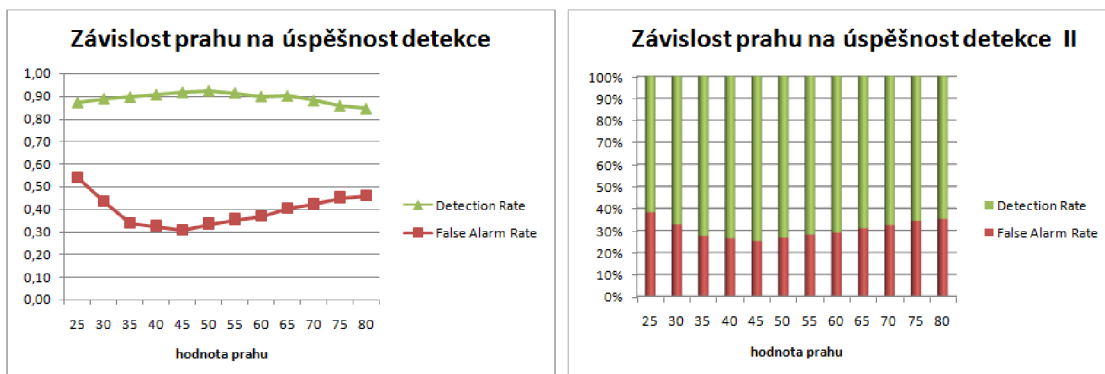 Závislost prahu na úspěšnost detekce
1,00
0,90
0,80
0,70
0,60
0,50
0,40
0,30
0,20
0,10
0,00
25 30 35 40 45 50 55 60 65 70 75 80
hodnota prahu
Detection Rate
False Alarm Rate
Závislost prahu na úspěšnost detekce II
100%
90%
80%
70%
60%
50%
40%
30%
20%
10%
0%
25 30 35 40 45 50 55 60 65 70 75 80
hodnota prahu
Detection Rate
False Alarm Rate